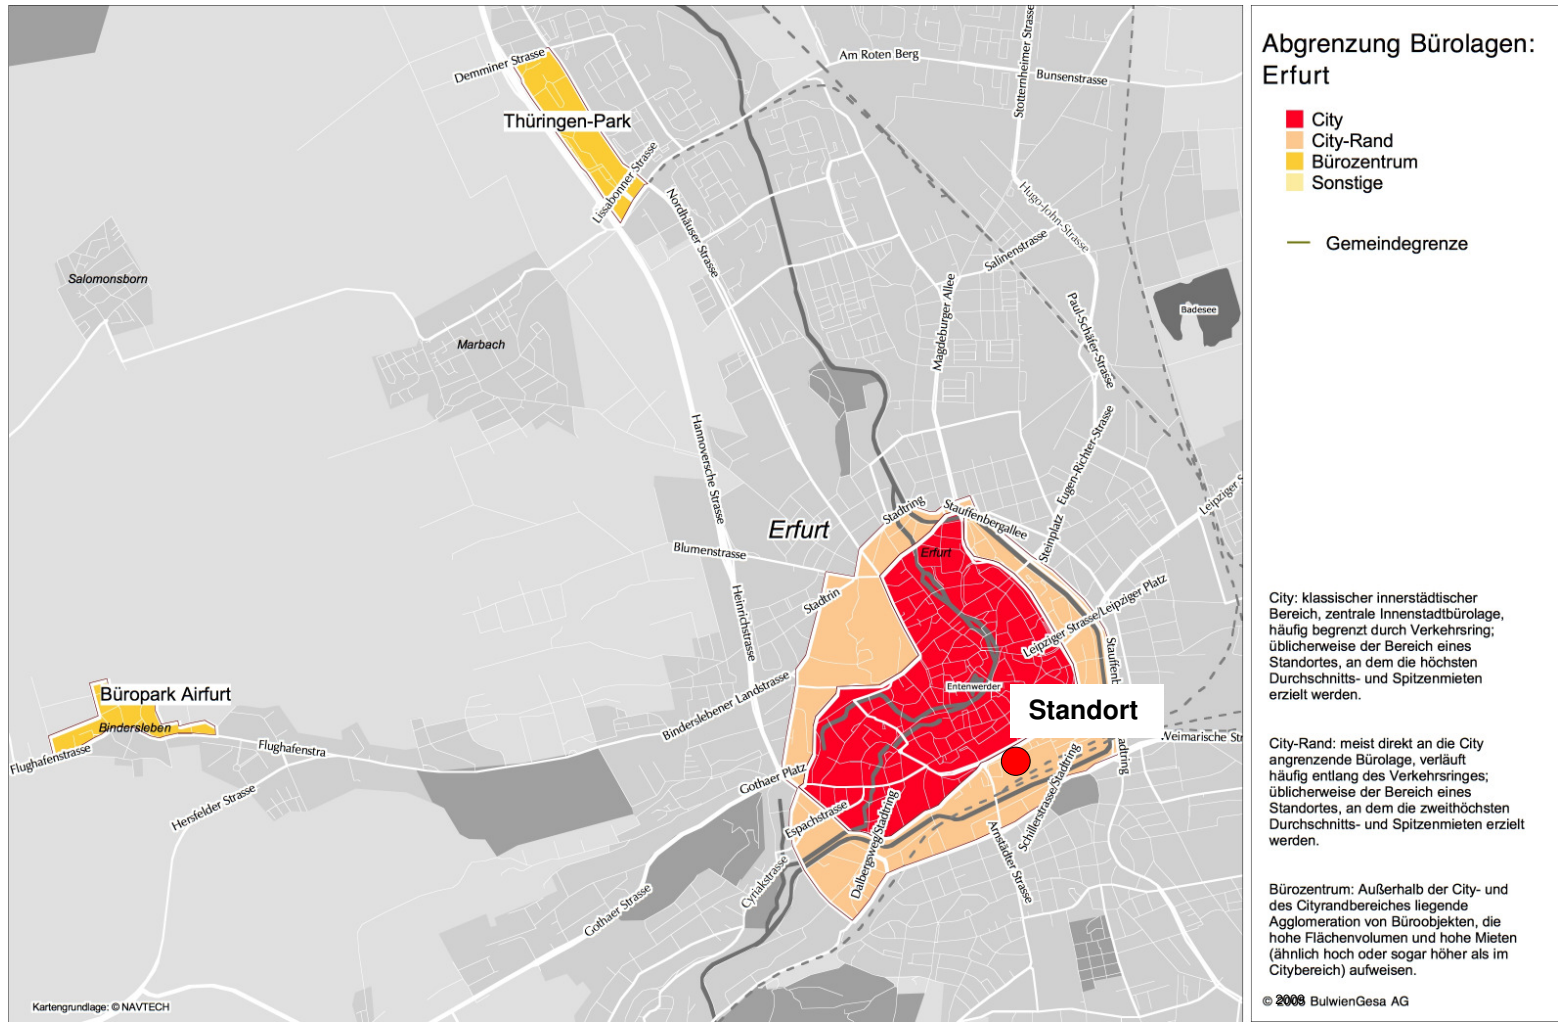 Demminer Strasse
Thüringen-Park
Lissabonner Strasse
Nordhäuser Strasse
Am Roten Berg
Stotternheimer Strasse
Bunsenstrasse
Hugo-John-Strasse
Salinenstrasse
Magdeburger Allee
Paul-Schäfer-Strasse
Badesee
Salomonsborn
Marbach
Hannoversche Strasse
Eugen-Richter-Strasse
Leipziger S
Stadtring
Stauffenbergallee
Steinplatz
Erfurt
Erfurt
Blumenstrasse
Heinrichstrasse
Stadtrin
Leipziger Strasse/Leipziger Platz
Stauffenb
Entenwerder
Standort
Büropark Airfurt
Bindersleben
Flughafenstrasse
Flughafenstra
Binderslebener Landstrasse
Weimarische Str
adtring
Gothaer Platz
Hersfelder Strasse
Espachstrasse
Dalbergsweg/Stadtring
Schillerstrasse/Stadtring
Arnstädter Strasse
Cyriakstrasse
Gothaer Strasse
Kartengrundlage: © NAVTECH
Abgrenzung Bürolagen:
Erfurt
City
City-Rand
Bürozentrum
Sonstige
Gemeindegrenze
City: klassischer innerstädtischer
Bereich, zentrale Innenstadtbürolage,
häufig begrenzt durch Verkehrsring;
üblicherweise der Bereich eines
Standortes, an dem die höchsten
Durchschnitts- und Spitzenmieten
erzielt werden.
City-Rand: meist direkt an die City
angrenzende Bürolage, verläuft
häufig entlang des Verkehrsringes;
üblicherweise der Bereich eines
Standortes, an dem die zweithöchsten
Durchschnitts- und Spitzenmieten erzielt
werden.
Bürozentrum: Außerhalb der City- und
des Cityrandbereiches liegende
Agglomeration von Büroobjekten, die
hohe Flächenvolumen und hohe Mieten
(ähnlich hoch oder sogar höher als im
Citybereich) aufweisen.
© BulwienGesa AG